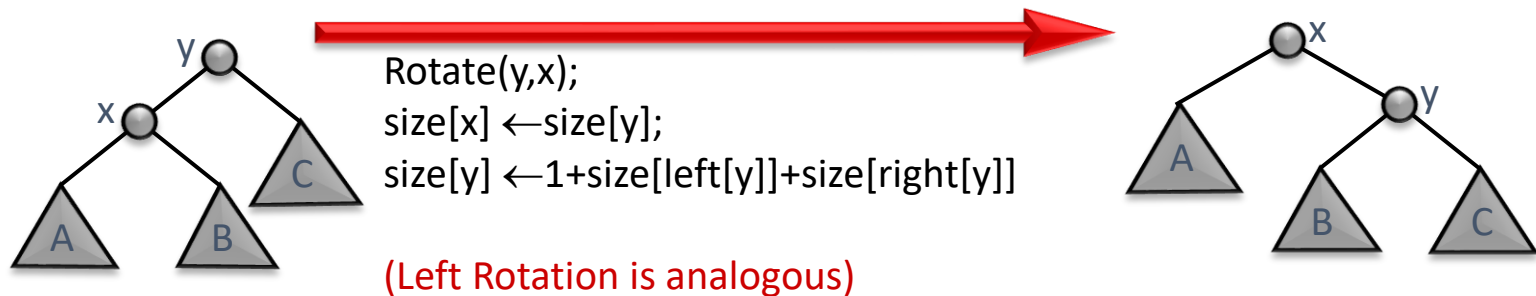 y
x
A
B
C
Rotate(y,x);
size[x] ←size[y];
size[y] ←1+size[left[y]]+size[right[y]]
(Left Rotation is analogous)
x
y
A
B
C